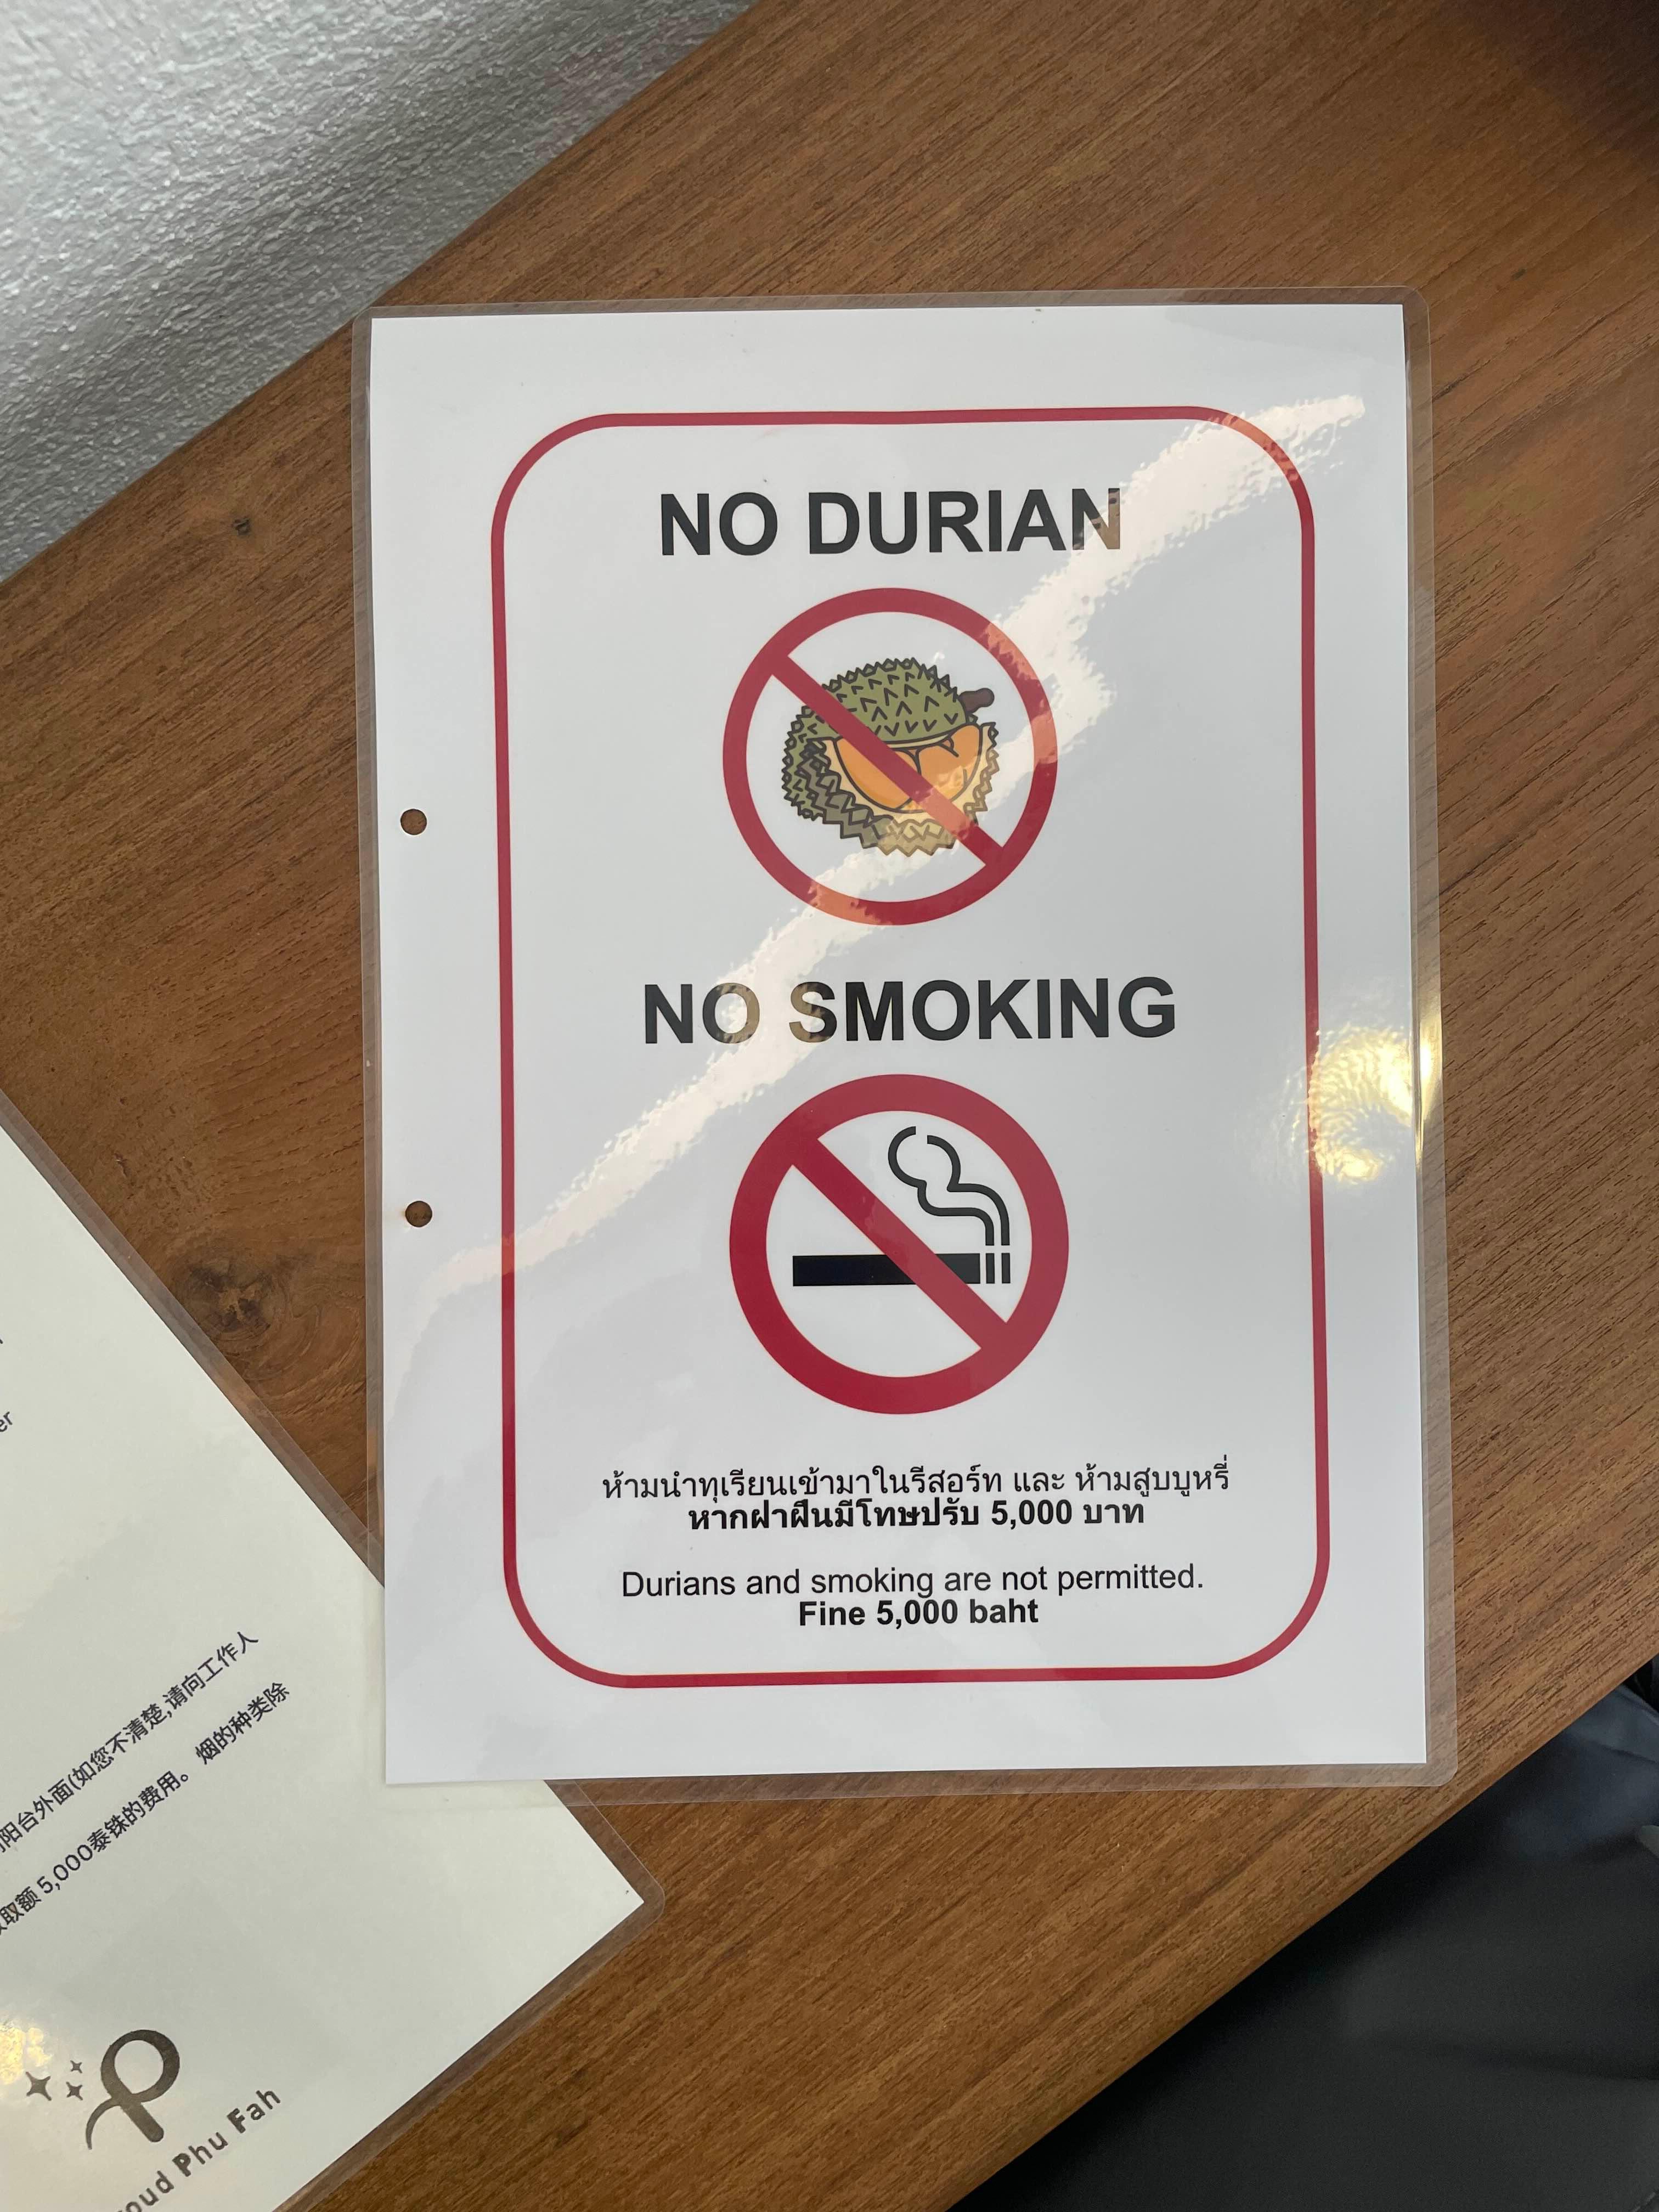 NO DURIAN
NO SMOKING
ห้ามนำทุเรียนเข้ามาในรีสอร์ท และ ห้ามสูบบูหรี่
หากฝ่าฝืนมีโทษปรับ 5,000 บาท
Durians and smoking are not permitted.
Fine 5,000 baht
er
阳台外面(如您不清楚,请向工作人
取额 5,000泰铢的费用。 烟的种类除
oud Phu Fah